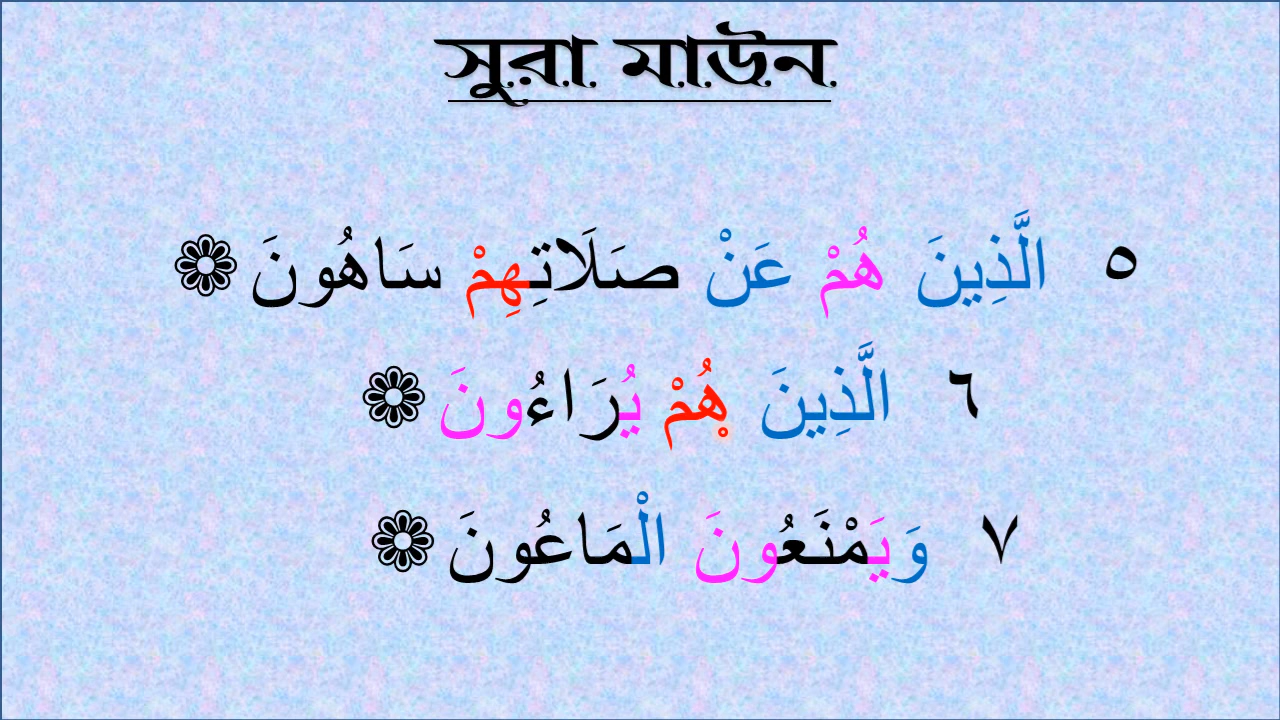 সুরা মাউন
٥ الَّذِينَ هُمْ عَنْ صَلَاتِهِمْ سَاهُونَ ❁
٦ الَّذِينَ هُمْ يُرَاءُونَ ❁
٧ وَيَمْنَعُونَ الْمَاعُونَ ❁